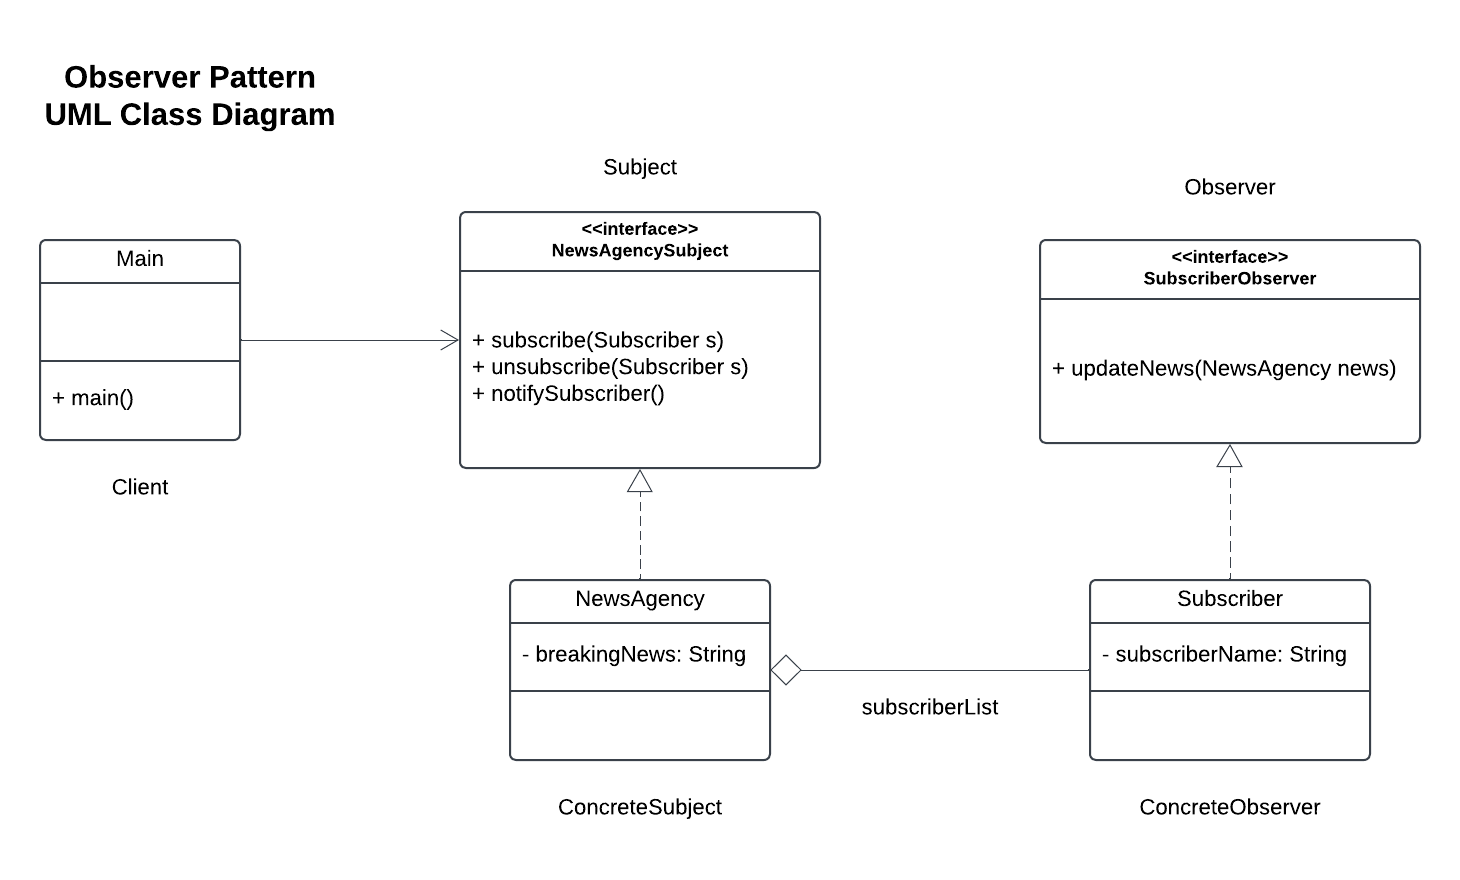 Observer Pattern
UML Class Diagram
Subject
Observer
Main
+ main()
Client
<<interface>>
NewsAgencySubject
+ subscribe(Subscriber s)
+ unsubscribe(Subscriber s)
+ notifySubscriber()
<<interface>>
SubscriberObserver
+ updateNews(NewsAgency news)
NewsAgency
- breakingNews: String
subscriberList
Subscriber
- subscriberName: String
ConcreteSubject
ConcreteObserver